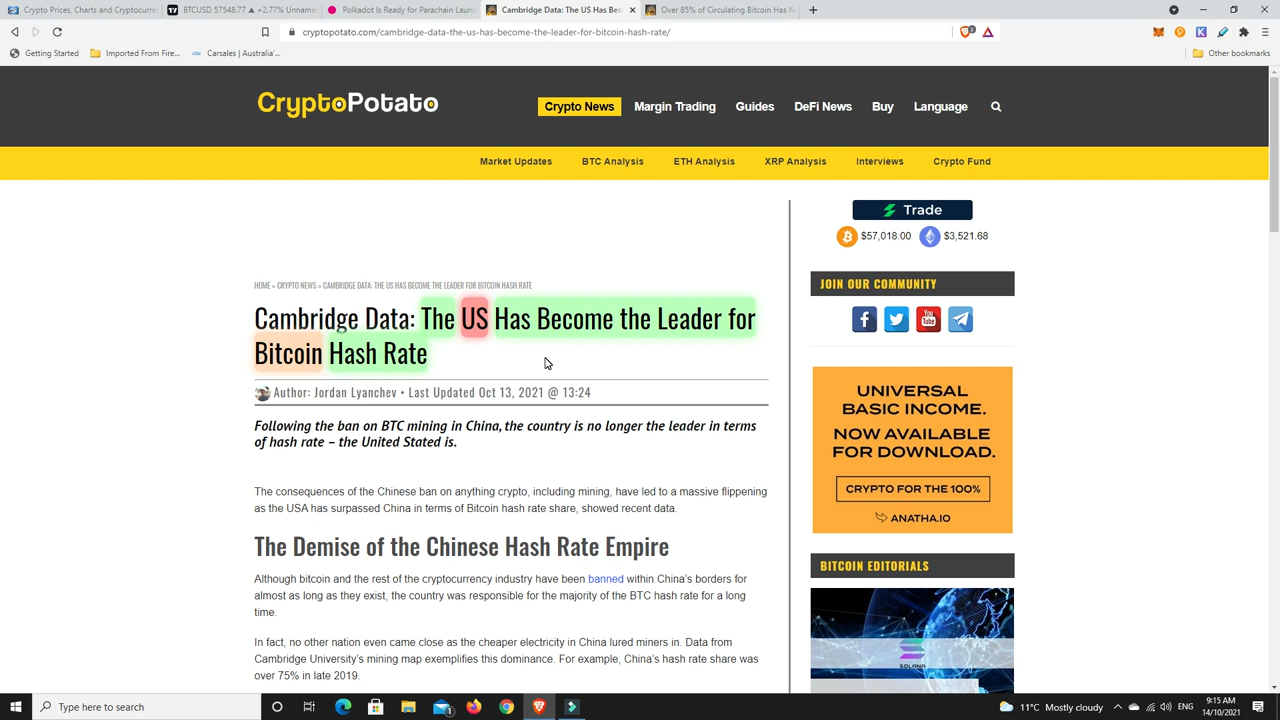 Crypto Prices, Charts and Cryptocurr
BTCUSD 57548.77 ▲ +2.77% Unname
Polkadot Is Ready for Parachain Laun
Cambridge Data: The US Has Bec
Over 85% of Circulating Bitcoin Has N
cryptopotato.com/cambridge-data-the-us-has-become-the-leader-for-bitcoin-hash-rate/
Getting Started
Imported From Fire...
Carsales (Australia'...
Other bookmarks
CryptoPotato
Crypto News
Margin Trading
Guides
DeFi News
Buy
Language
Market Updates
BTC Analysis
ETH Analysis
XRP Analysis
Interviews
Crypto Fund
Trade
$57,018.00
$3,521.68
HOME » CRYPTO NEWS » CAMBRIDGE DATA: THE US HAS BECOME THE LEADER FOR BITCOIN HASH RATE
Cambridge Data: The US Has Become the Leader for
Bitcoin Hash Rate
Author: Jordan Lyanchev • Last Updated Oct 13, 2021 @ 13:24
Following the ban on BTC mining in China, the country is no longer the leader in terms
of hash rate – the United Stated is.
The consequences of the Chinese ban on anything crypto, including mining, have led to a massive flippening
as the USA has surpassed China in terms of Bitcoin hash rate share, showed recent data.
The Demise of the Chinese Hash Rate Empire
Although bitcoin and the rest of the cryptocurrency industry have been banned within China's borders for
almost as long as they exist, the country was responsible for the majority of the BTC hash rate for a long
time.
In fact, no other nation even came close as the cheaper electricity in China lured miners in. Data from
Cambridge University's mining map exemplifies this dominance. For example, China's hash rate share was
over 75% in late 2019.
JOIN OUR COMMUNITY
You
Tube
UNIVERSAL
BASIC INCOME.
NOW AVAILABLE
FOR DOWNLOAD.
CRYPTO FOR THE 100%
ANATHA.IO
BITCOIN EDITORIALS
SOLANA
Type here to search
11°C Mostly cloudy
ENG
9:15 AM
14/10/2021